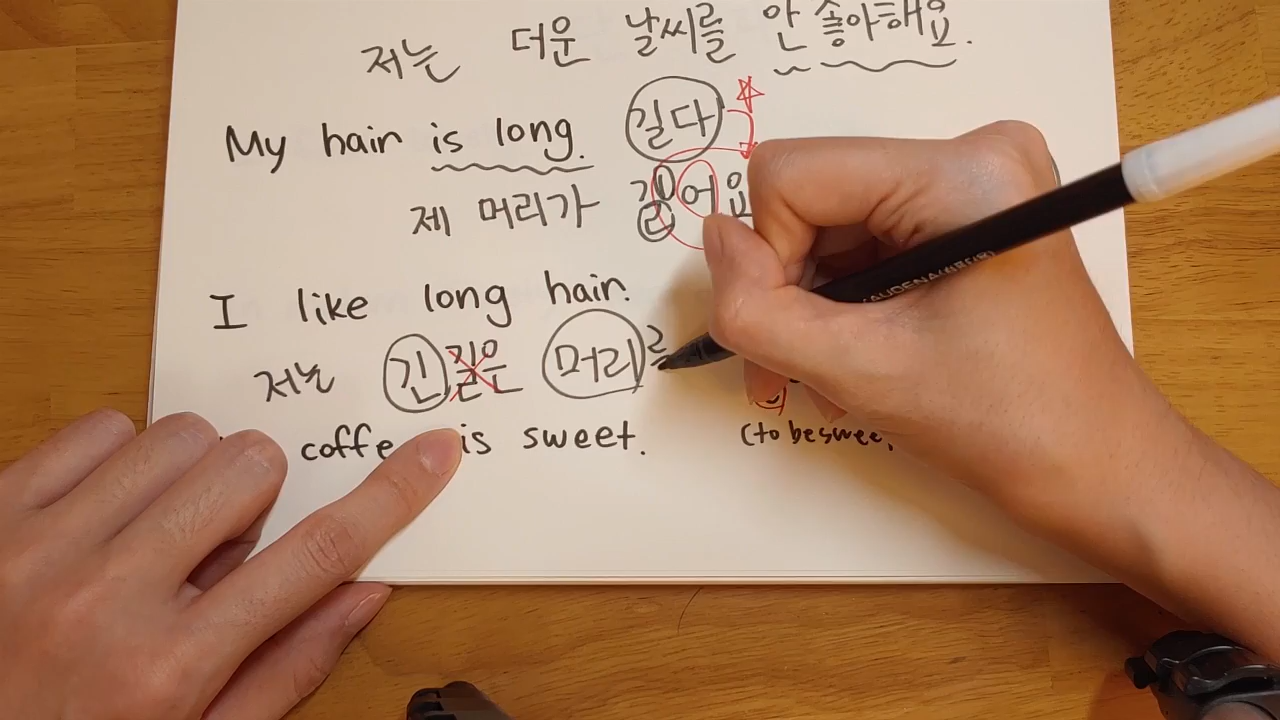 저는 더운 날씨를 안 좋아해요.
My hair is long. 길다
제 머리가 길어요
I like long hair.
저는 긴 길은 머리를
coffe is sweet. (to be swee